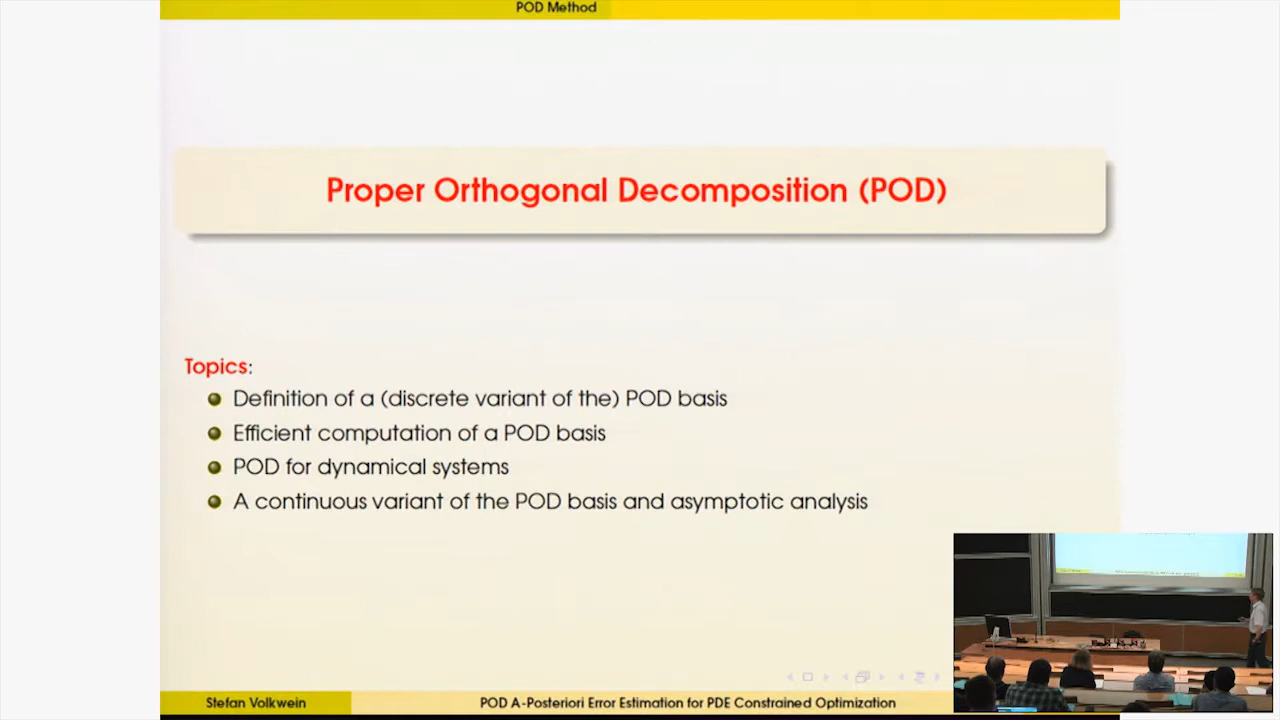 POD Method
Proper Orthogonal Decomposition (POD)
Topics:
Definition of a (discrete variant of the) POD basis
Efficient computation of a POD basis
POD for dynamical systems
A continuous variant of the POD basis and asymptotic analysis
Stefan Volkwein
POD A-Posteriori Error Estimation for PDE Constrained Optimization